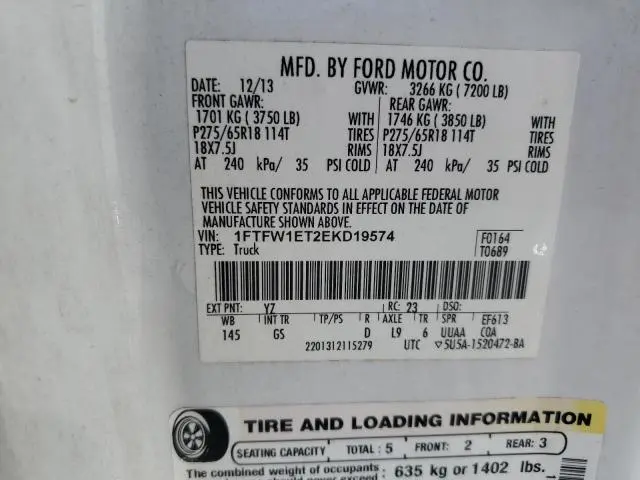 MFD. BY FORD MOTOR CO.
DATE: 12/13 GVWR: 3266 KG ( 7200 LB)
FRONT GAWR: REAR GAWR:
1701 KG ( 3750 LB) WITH 1746 KG ( 3850 LB) WITH
P275/65R18 114T TIRES P275/65R18 114T TIRES
18X7.5J RIMS 18X7.5J RIMS
AT 240 kPa/ 35 PSI COLD AT 240 kPa/ 35 PSI COLD
THIS VEHICLE CONFORMS TO ALL APPLICABLE FEDERAL MOTOR
VEHICLE SAFETY STANDARDS IN EFFECT ON THE DATE OF
MANUFACTURE SHOWN ABOVE.
VIN: 1FTFW1ET2EKD19574 F0164
TYPE: Truck T0689
EXT PNT: YZ RC: 23 DSO:
WB INT TR TP/PS R AXLE TR SPR EF613
145 GS D L9 6 UUAA CQA
2201312115279 UTC ▽5U5A-1520472-BA
TIRE AND LOADING INFORMATION
SEATING CAPACITY TOTAL: 5 FRONT: 2 REAR: 3
The combined weight of occupants 635 kg or 1402 lbs.